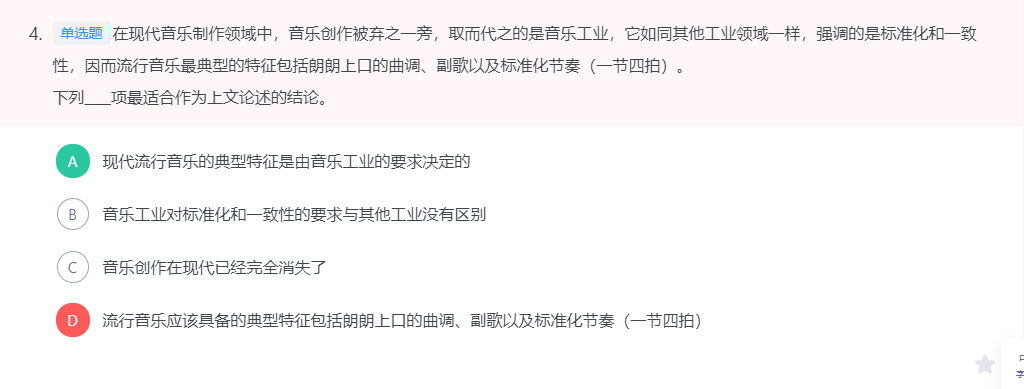 4. 单选题 在现代音乐制作领域中，音乐创作被弃之一旁，取而代之的是音乐工业，它如同其他工业领域一样，强调的是标准化和一致
性，因而流行音乐最典型的特征包括朗朗上口的曲调、副歌以及标准化节奏（一节四拍）。
下列____项最适合作为上文论述的结论。
A 现代流行音乐的典型特征是由音乐工业的要求决定的
B 音乐工业对标准化和一致性的要求与其他工业没有区别
C 音乐创作在现代已经完全消失了
D 流行音乐应该具备的典型特征包括朗朗上口的曲调、副歌以及标准化节奏（一节四拍）